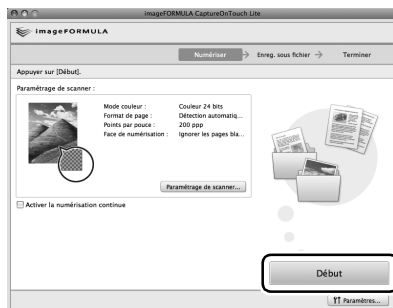 imageFORMULA CaptureOnTouch Lite
imageFORMULA
Numériser → Enreg. sous fichier → Terminer
Appuyer sur [Début].
Paramétrage de scanner :
Mode couleur : Couleur 24 bits
Format de page : Détection automatiq...
Points par pouce : 200 ppp
Face de numérisation : Ignorer les pages bla...
Paramétrage de scanner...
Activer la numérisation continue
Début
Paramètres...